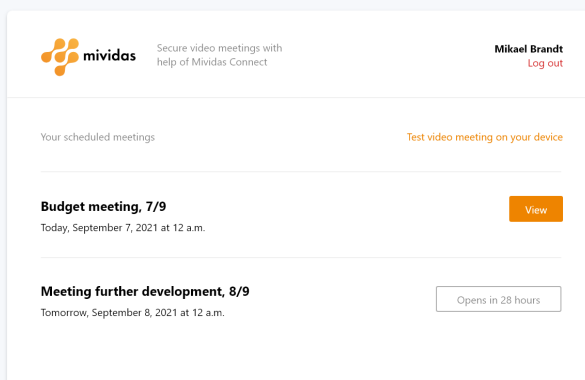 mividas
Secure video meetings with
help of Mividas Connect
Mikael Brandt
Log out
Your scheduled meetings
Test video meeting on your device
Budget meeting, 7/9
Today, September 7, 2021 at 12 a.m.
View
Meeting further development, 8/9
Tomorrow, September 8, 2021 at 12 a.m.
Opens in 28 hours